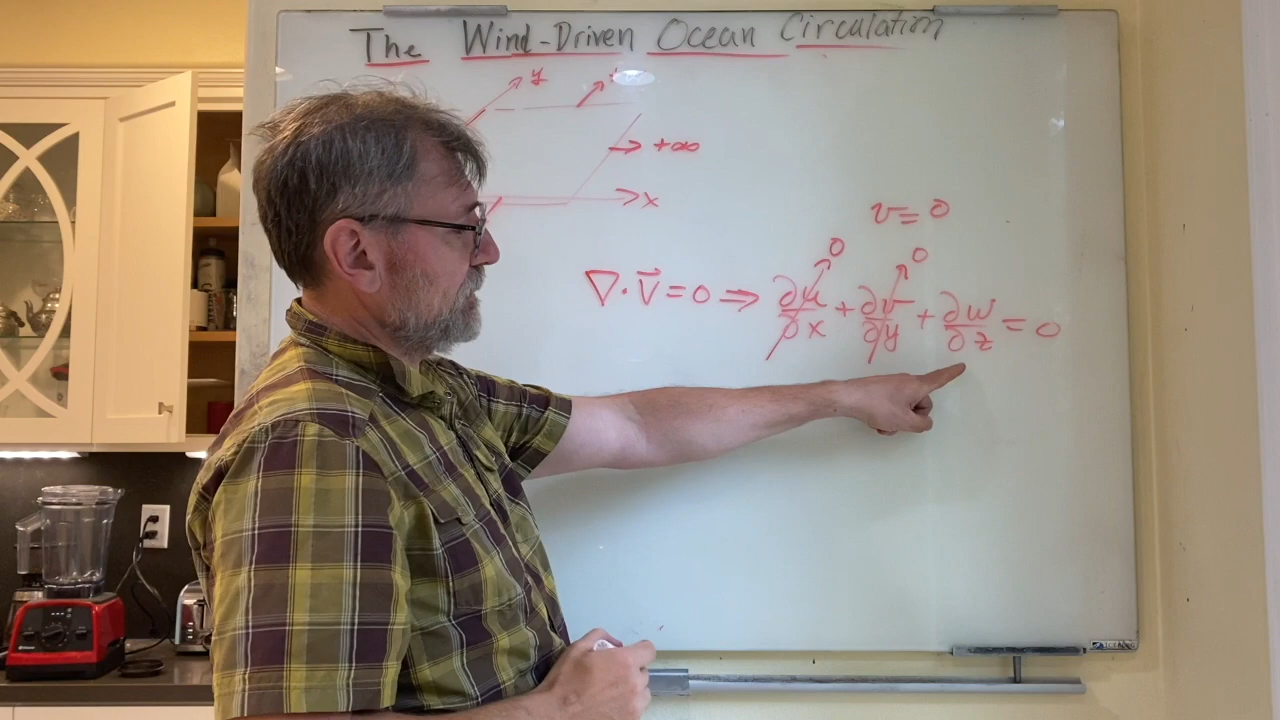 The Wind-Driven Ocean Circulation
y
+∞
x
v=0
0 0
∇·V⃗=0⇒∂u/∂x+∂v/∂y+∂w/∂z=0